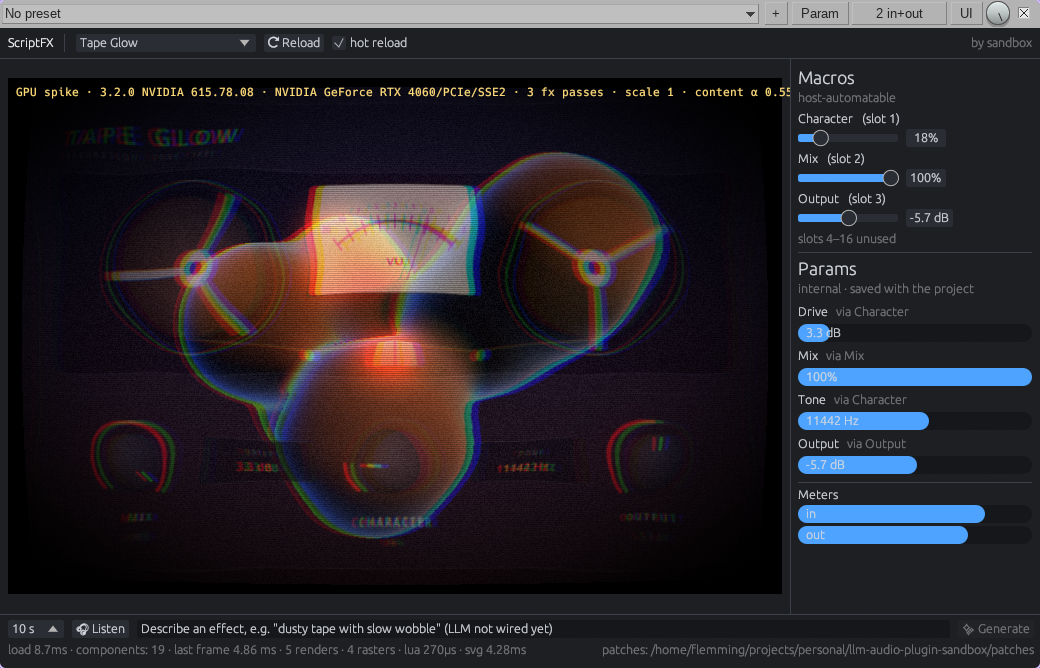 No preset
+ Param 2 in+out UI
ScriptFX Tape Glow Reload hot reload by sandbox
GPU spike · 3.2.0 NVIDIA 615.78.08 · NVIDIA GeForce RTX 4060/PCIe/SSE2 · 3 fx passes · scale 1 · content α 0.55
TAPE GLOW
VU
11442 HZ
CHARACTER
Macros
host-automatable
Character (slot 1)
18%
Mix (slot 2)
100%
Output (slot 3)
-5.7 dB
slots 4–16 unused
Params
internal · saved with the project
Drive via Character
3.3 dB
Mix via Mix
100%
Tone via Character
11442 Hz
Output via Output
-5.7 dB
Meters
in
out
10 s Listen Describe an effect, e.g. "dusty tape with slow wobble" (LLM not wired yet) Generate
load 8.7ms · components: 19 · last frame 4.86 ms · 5 renders · 4 rasters · lua 270µs · svg 4.28ms patches: /home/flemming/projects/personal/llm-audio-plugin-sandbox/patches